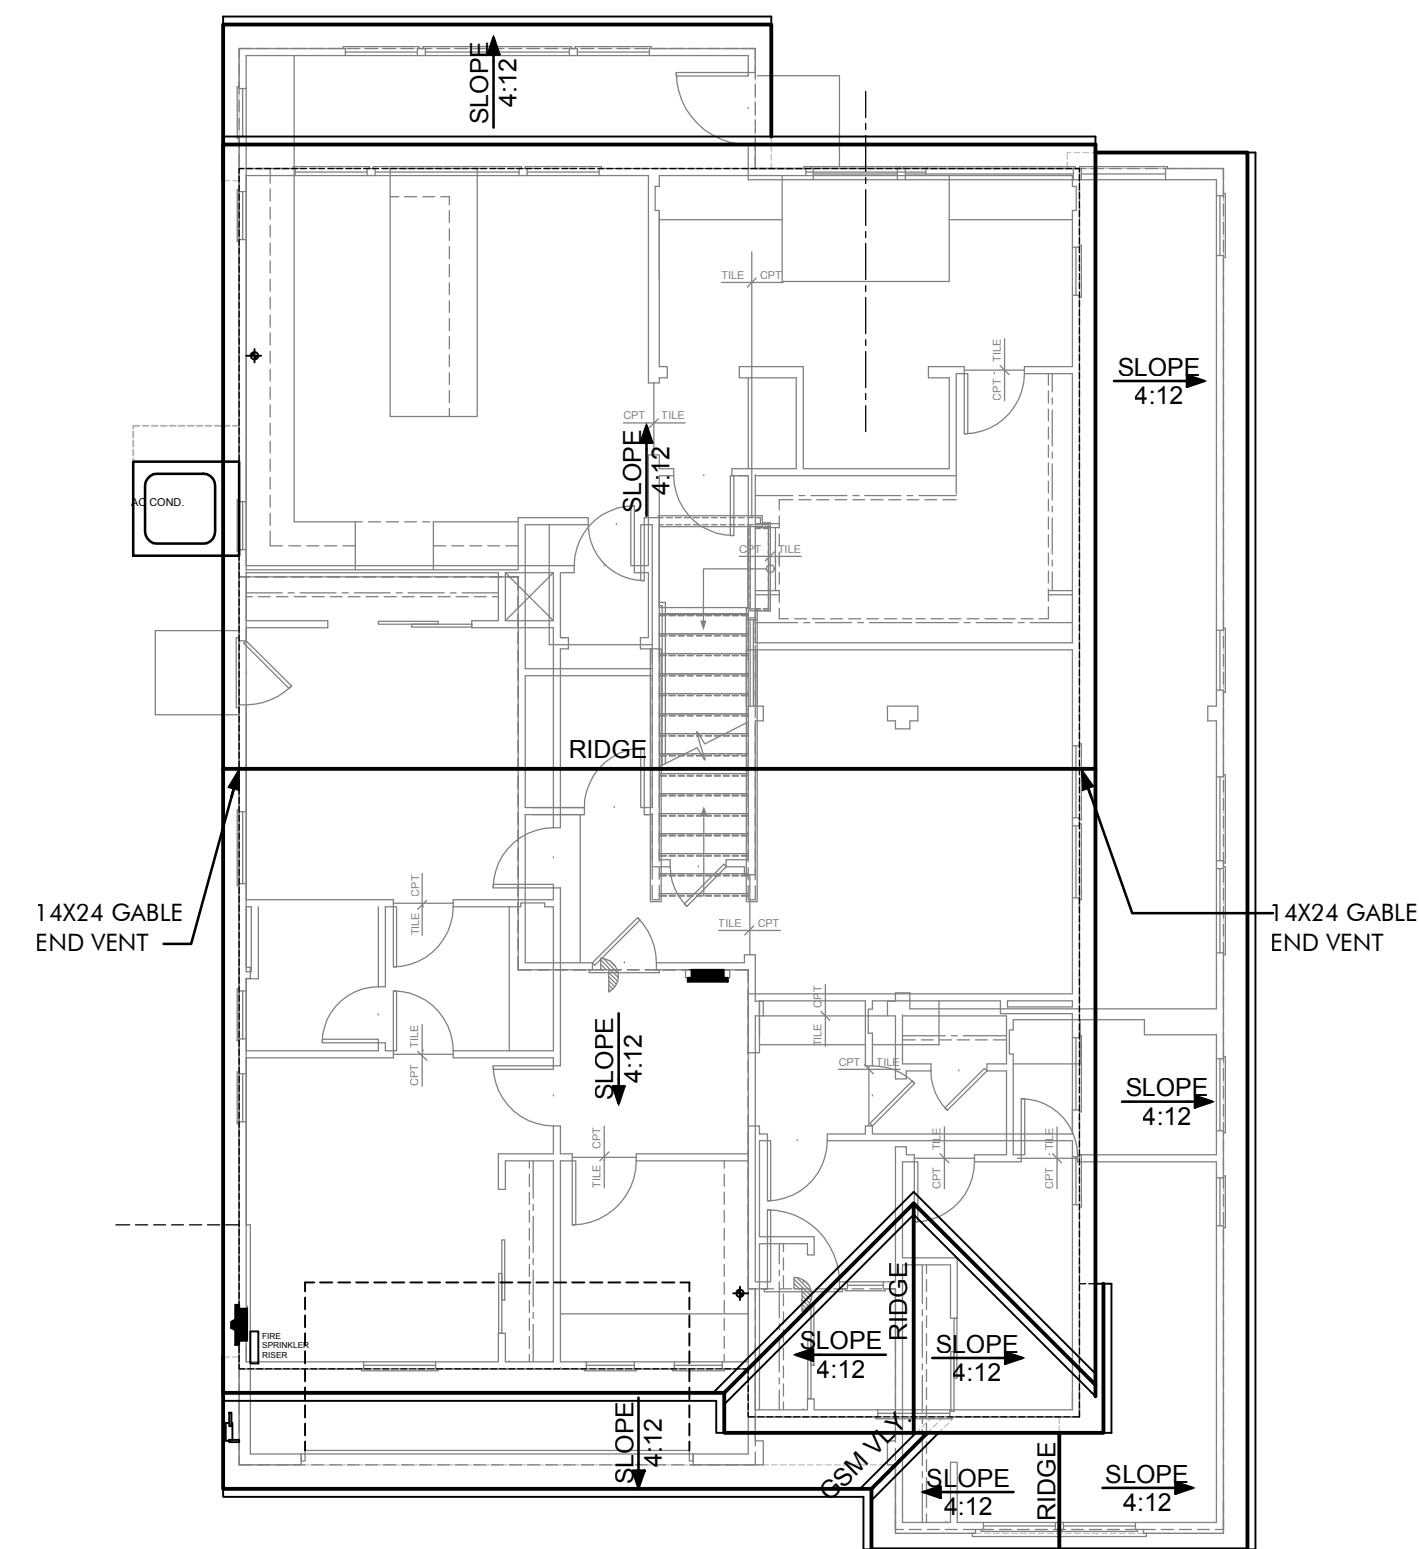 SLOPE
4:12
TILE CPT
SLOPE
4:12
CPT TILE
CPT TILE
SLOPE
4:12
AC COND.
CPT TILE
RIDGE
14X24 GABLE
END VENT
14X24 GABLE
END VENT
TILE CPT
TILE CPT
TILE CPT
SLOPE
4:12
CPT TILE
CPT TILE
SLOPE
4:12
TILE CPT
CPT TILE
CPT TILE
RIDGE
FIRE
SPRINKLER
RISER
SLOPE
4:12
SLOPE
4:12
SLOPE
4:12
GSM VLY.
RIDGE
SLOPE
4:12
SLOPE
4:12